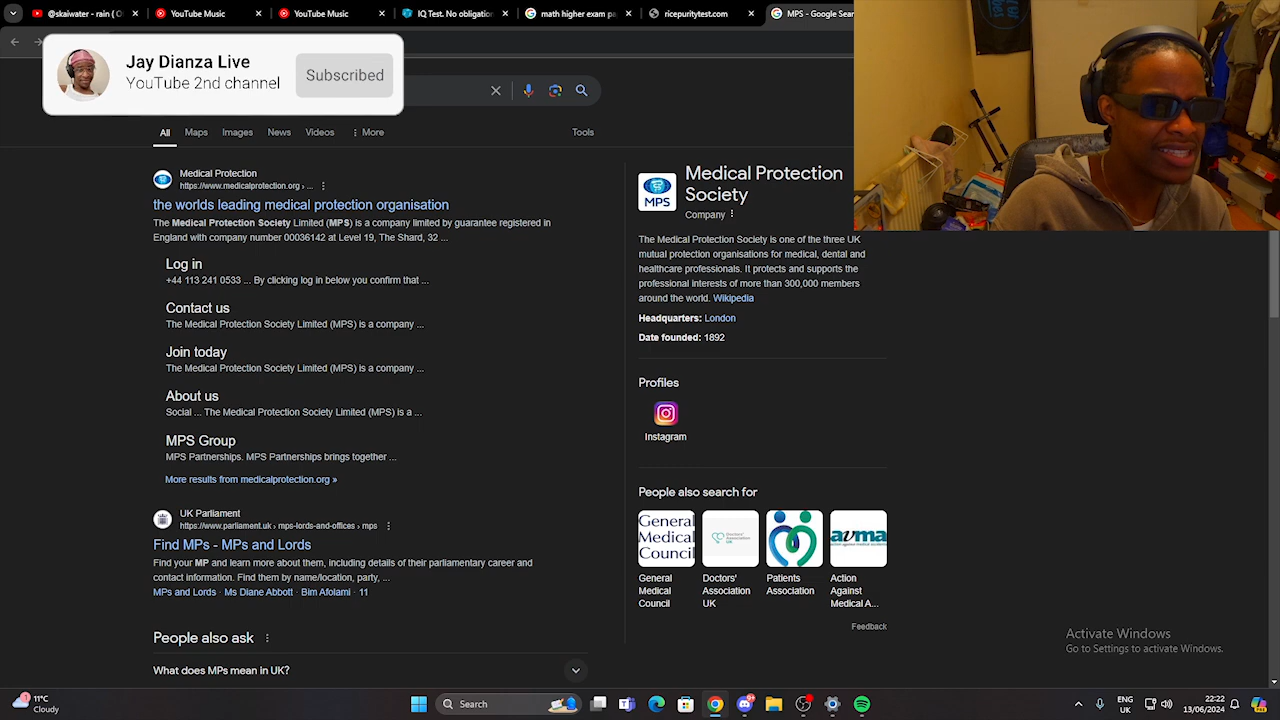 @skaiwater - rain (
YouTube Music
YouTube Music
IQ Test. No obligation
math higher exam pa
ricepuritytest.com
MPS - Google Sear
Jay Dianza Live
YouTube 2nd channel
Subscribed
All
Maps
Images
News
Videos
More
Tools
Medical Protection
https://www.medicalprotection.org › ...
the worlds leading medical protection organisation
The Medical Protection Society Limited (MPS) is a company limited by guarantee registered in
England with company number 00036142 at Level 19, The Shard, 32 ...
Log in
+44 113 241 0533 ... By clicking log in below you confirm that ...
Contact us
The Medical Protection Society Limited (MPS) is a company ...
Join today
The Medical Protection Society Limited (MPS) is a company ...
About us
Social ... The Medical Protection Society Limited (MPS) is a ...
MPS Group
MPS Partnerships. MPS Partnerships brings together ...
More results from medicalprotection.org »
UK Parliament
https://www.parliament.uk › mps-lords-and-offices › mps
Find MPs - MPs and Lords
Find your MP and learn more about them, including details of their parliamentary career and
contact information. Find them by name/location, party, ...
MPs and Lords · Ms Diane Abbott · Bim Afolami · 11
People also ask
What does MPs mean in UK?
MPS
Medical Protection
Society
Company
The Medical Protection Society is one of the three UK
mutual protection organisations for medical, dental and
healthcare professionals. It protects and supports the
professional interests of more than 300,000 members
around the world. Wikipedia
Headquarters: London
Date founded: 1892
Profiles
Instagram
People also search for
General
Medical
Council
Doctors'
Association
UK
avma
General
Medical
Council
Doctors'
Association
UK
Patients
Association
Action
Against
Medical A...
Feedback
Activate Windows
Go to Settings to activate Windows.
1
11°C
Cloudy
Search
ENG
UK
22:22
13/06/2024